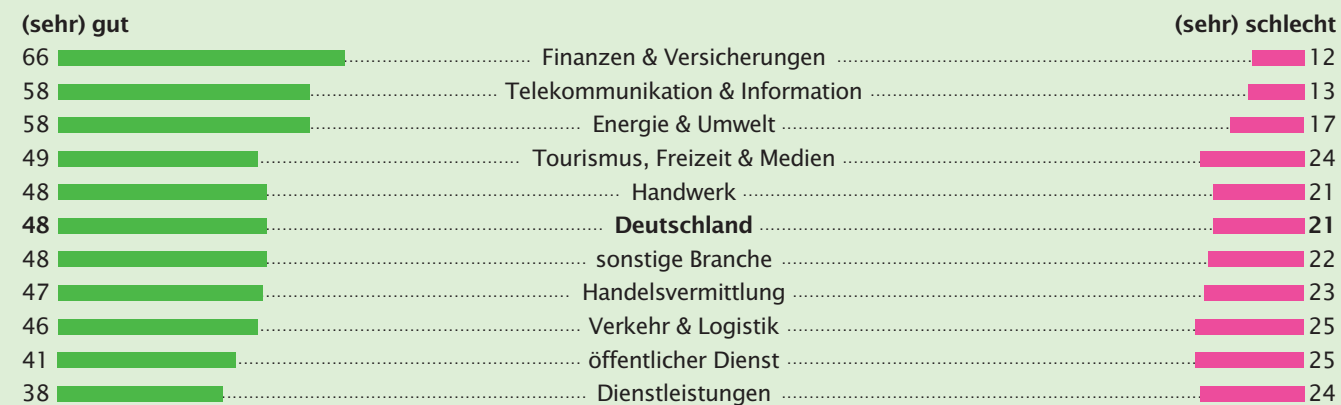 (sehr) gut (sehr) schlecht
66 Finanzen & Versicherungen 12
58 Telekommunikation & Information 13
58 Energie & Umwelt 17
49 Tourismus, Freizeit & Medien 24
48 Handwerk 21
48 Deutschland 21
48 sonstige Branche 22
47 Handelsvermittlung 23
46 Verkehr & Logistik 25
41 öffentlicher Dienst 25
38 Dienstleistungen 24